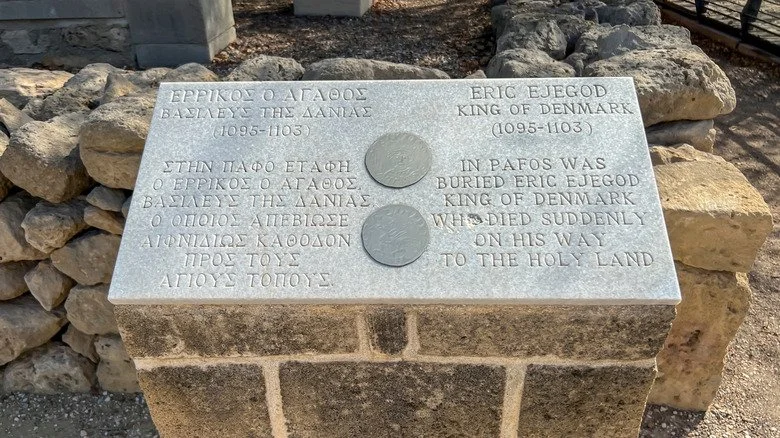 ΕΡΡΙΚΟΣ Ο ΑΓΑΘΟΣ
ΒΑΣΙΛΕΥΣ ΤΗΣ ΔΑΝΙΑΣ
(1095-1103)
ΣΤΗΝ ΠΑΦΟ ΕΤΑΦΗ
Ο ΕΡΡΙΚΟΣ Ο ΑΓΑΘΟΣ,
ΒΑΣΙΛΕΥΣ ΤΗΣ ΔΑΝΙΑΣ
Ο ΟΠΟΙΟΣ ΑΠΕΒΙΩΣΕ
ΑΙΦΝΙΔΙΩΣ ΚΑΘΟΔΟΝ
ΠΡΟΣ ΤΟΥΣ
ΑΓΙΟΥΣ ΤΟΠΟΥΣ.
ERIC EJEGOD
KING OF DENMARK
(1095-1103)
IN PAFOS WAS
BURIED ERIC EJEGOD
KING OF DENMARK
WHO DIED SUDDENLY
ON HIS WAY
TO THE HOLY LAND